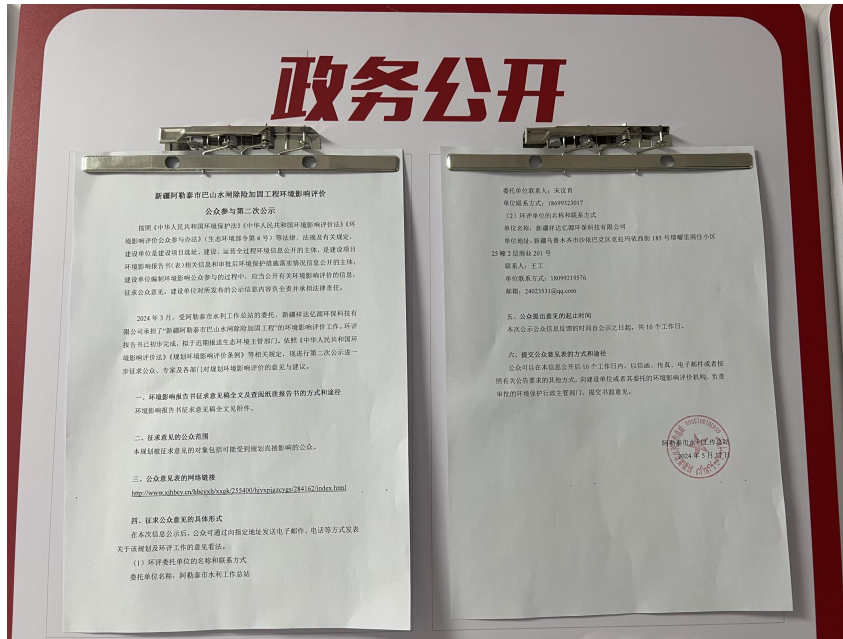 政务公开
新疆阿勒泰市巴山水闸除险加固工程环境影响评价
公众参与第二次公示
按照《中华人民共和国环境保护法》《中华人民共和国环境影响评价法》《环
境影响评价公众参与办法》（生态环境部令第4号）等法律、法规及有关规定，
建设单位是建设项目选址、建设、运营全过程环境信息公开的主体，是建设项目
环境影响报告书（表）相关信息和审批后环境保护措施落实情况信息公开的主体；
建设单位编制环境影响公众参与的过程中，应当公开有关环境影响评价的信息，
征求公众意见。建设单位对所发布的公示信息内容负全责并承担法律责任。
2024年3月，受阿勒泰市水利工作总站的委托，新疆祥达亿源环保科技有
限公司承担了“新疆阿勒泰市巴山水闸除险加固工程”的环境影响评价工作。环评
报告书已初步完成，拟于近期报送生态环境主管部门。依照《中华人民共和国环
境影响评价法》《规划环境影响评价条例》等相关规定，现进行第二次公示进一
步征求公众、专家及各部门对规划环境影响评价的意见与建议。
一、环境影响报告书征求意见稿全文及查阅纸质报告书的方式和途径
环境影响报告书征求意见稿全文见附件。
二、征求意见的公众范围
本规划被征求意见的对象包括可能受到规划直接影响的公众。
三、公众意见表的网络链接
http://www.xjhbcy.cn/hbcyxh/xxgk/255400/hjyxpjgzcygs/284162/index.html
四、征求公众意见的具体形式
在本次信息公示后，公众可通过向指定地址发送电子邮件、电话等方式发表
关于该规划及环评工作的意见看法。
（1）环评委托单位的名称和联系方式
委托单位名称：阿勒泰市水利工作总站
委托单位联系人：宋汶肖
单位联系方式：18699323017
（2）环评单位的名称和联系方式
单位名称：新疆祥达亿源环保科技有限公司
单位地址：新疆乌鲁木齐市沙依巴克区克拉玛依西街185号瑞曜里商住小区
25幢2层商业201号
联系人：王工
单位联系方式：18099219576
邮箱：24023531@qq.com
五、公众提出意见的起止时间
本次公示公众信息反馈的时间自公示之日起，共10个工作日。
六、提交公众意见表的方式和途径
公众可以在本信息公开后10个工作日内，以信函、传真、电子邮件或者按
照有关公告要求的其他方式，向建设单位或者其委托的环境影响评价机构、负责
审批的环境保护行政主管部门，提交书面意见。
阿勒泰市水利工作总站
2024年5月